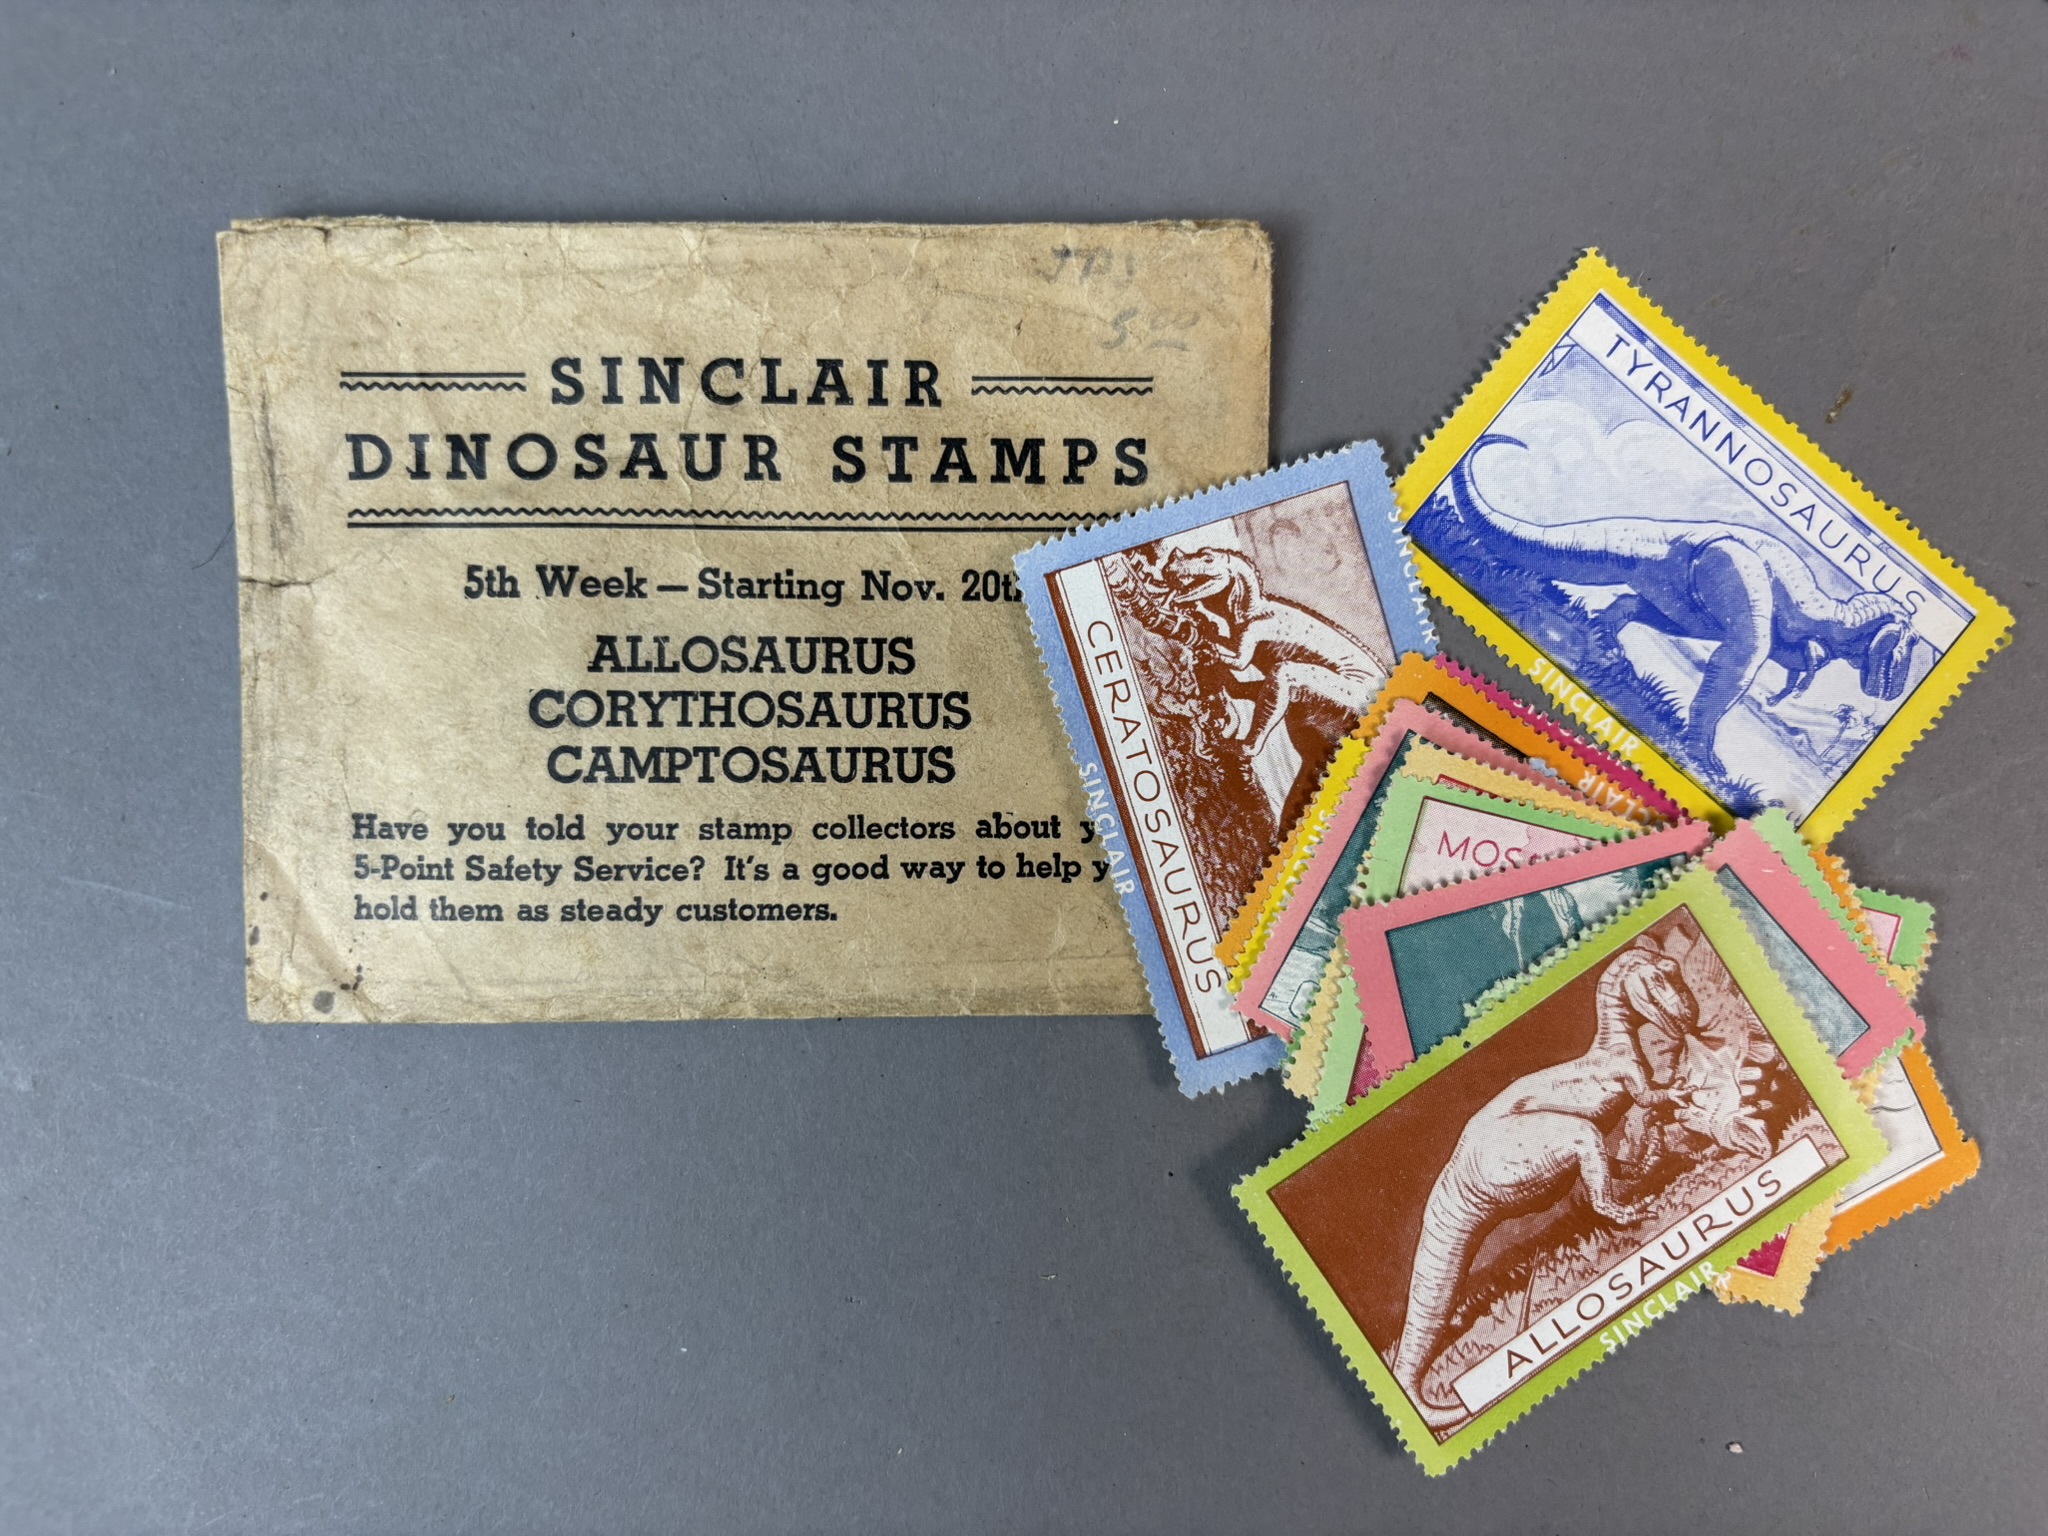 SINCLAIR
DINOSAUR STAMPS
5th Week — Starting Nov. 20th
ALLOSAURUS
CORYTHOSAURUS
CAMPTOSAURUS
Have you told your stamp collectors about
5-Point Safety Service? It's a good way to help
hold them as steady customers.
TYRANNOSAURUS
SINCLAIR
CERATOSAURUS
SINCLAIR
SINCLAIR
ALLOSAURUS
SINCLAIR